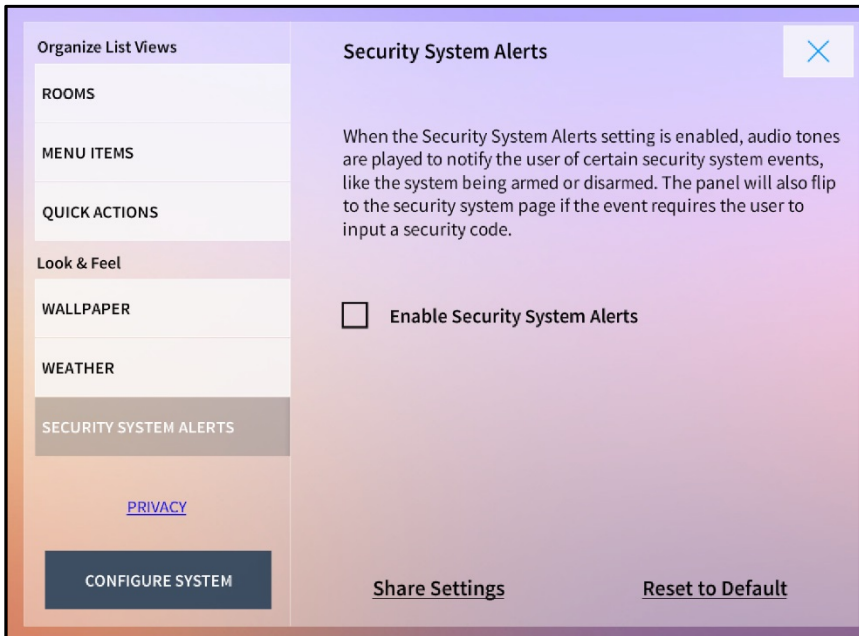 Organize List Views
ROOMS
MENU ITEMS
QUICK ACTIONS
Look & Feel
WALLPAPER
WEATHER
SECURITY SYSTEM ALERTS
PRIVACY
CONFIGURE SYSTEM
Security System Alerts
When the Security System Alerts setting is enabled, audio tones
are played to notify the user of certain security system events,
like the system being armed or disarmed. The panel will also flip
to the security system page if the event requires the user to
input a security code.
Enable Security System Alerts
Share Settings
Reset to Default